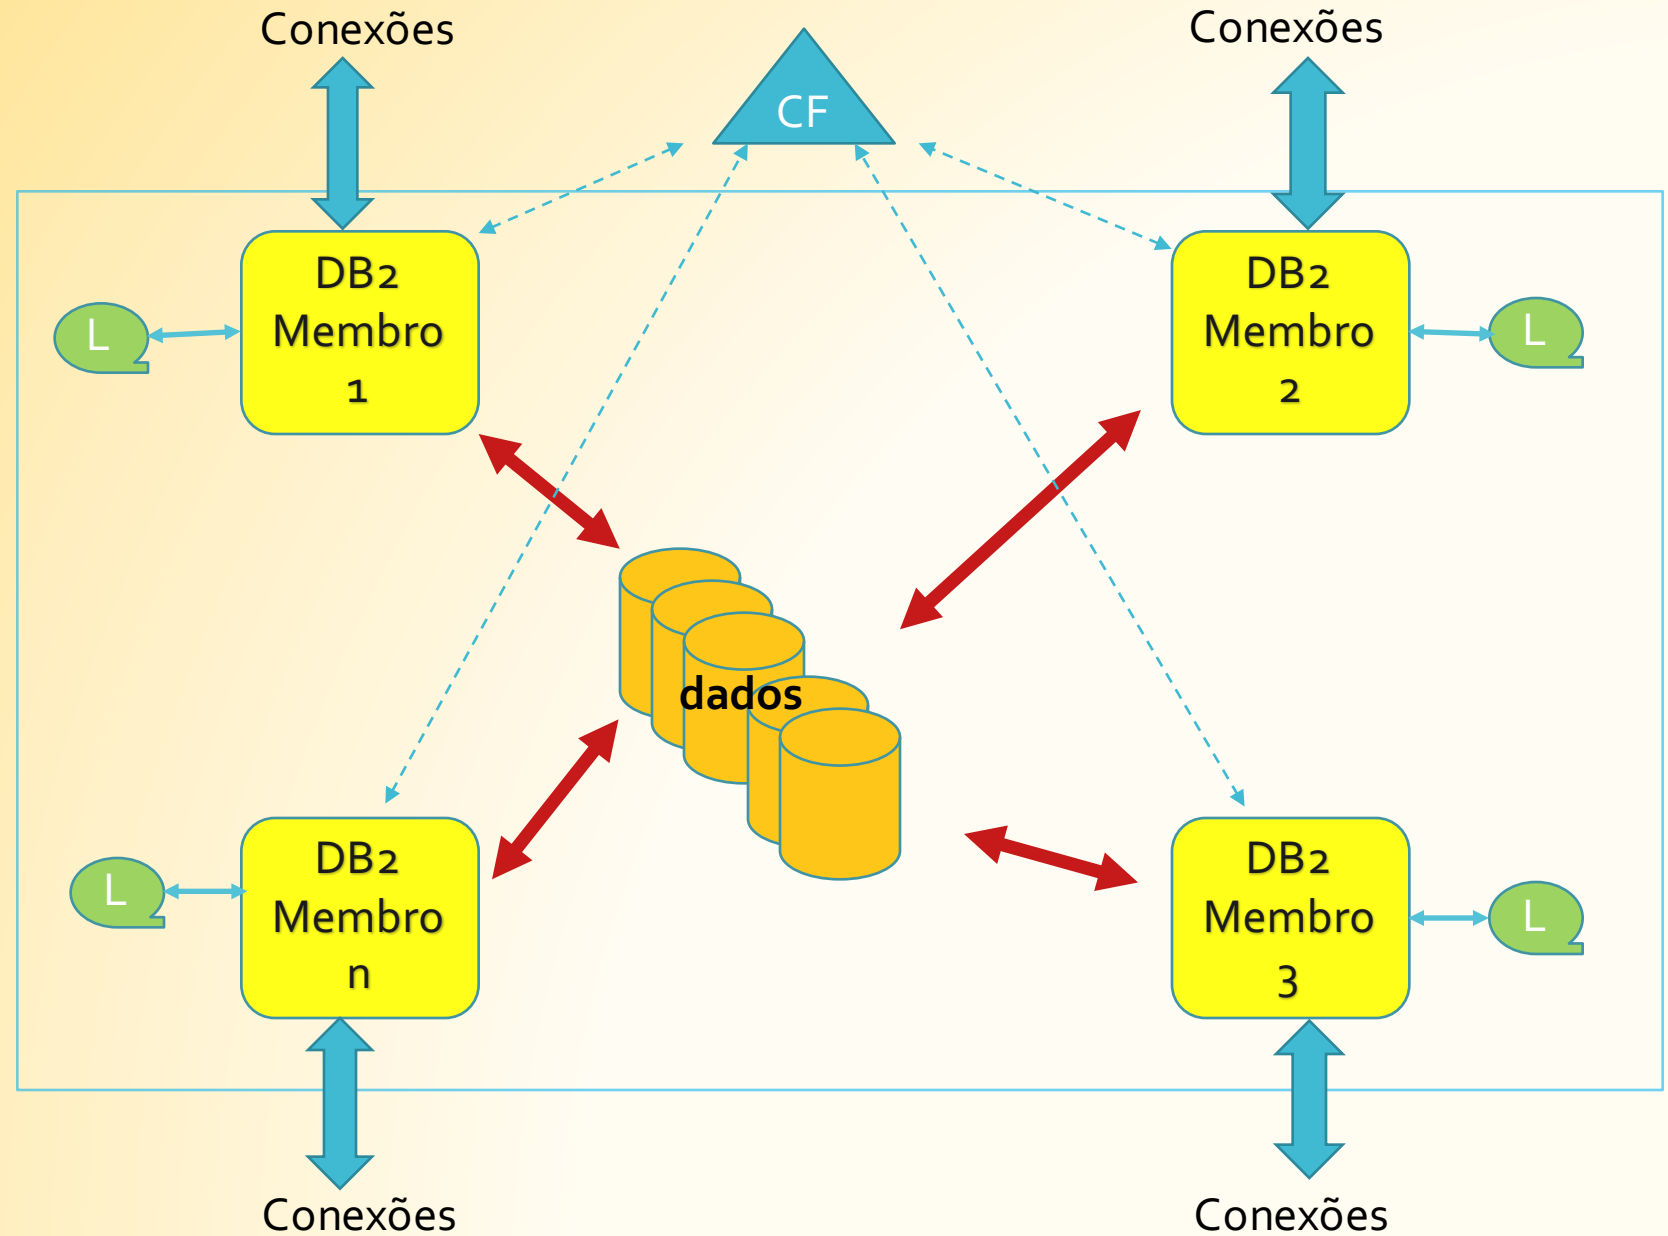 Conexões
Conexões
CF
DB2
Membro
1
L
DB2
Membro
2
L
dados
DB2
Membro
n
L
DB2
Membro
3
L
Conexões
Conexões